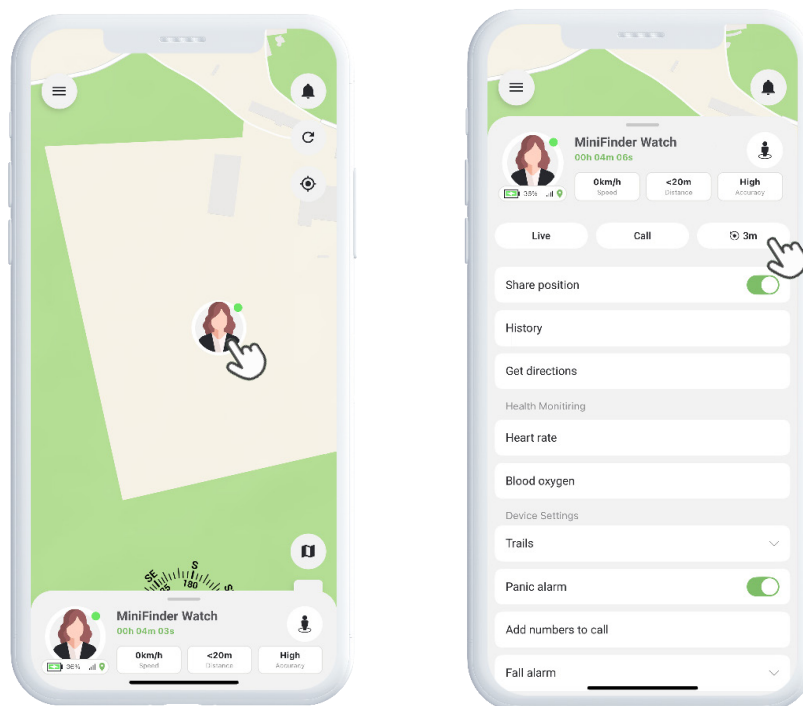 SE
S
180
MiniFinder Watch
00h 04m 03s
0km/h
<20m
High
Speed
Distance
Accuracy
MiniFinder Watch
00h 04m 06s
0km/h
<20m
High
Speed
Distance
Accuracy
Live
Call
3m
Share position
History
Get directions
Health Monitiring
Heart rate
Blood oxygen
Device Settings
Trails
Panic alarm
Add numbers to call
Fall alarm